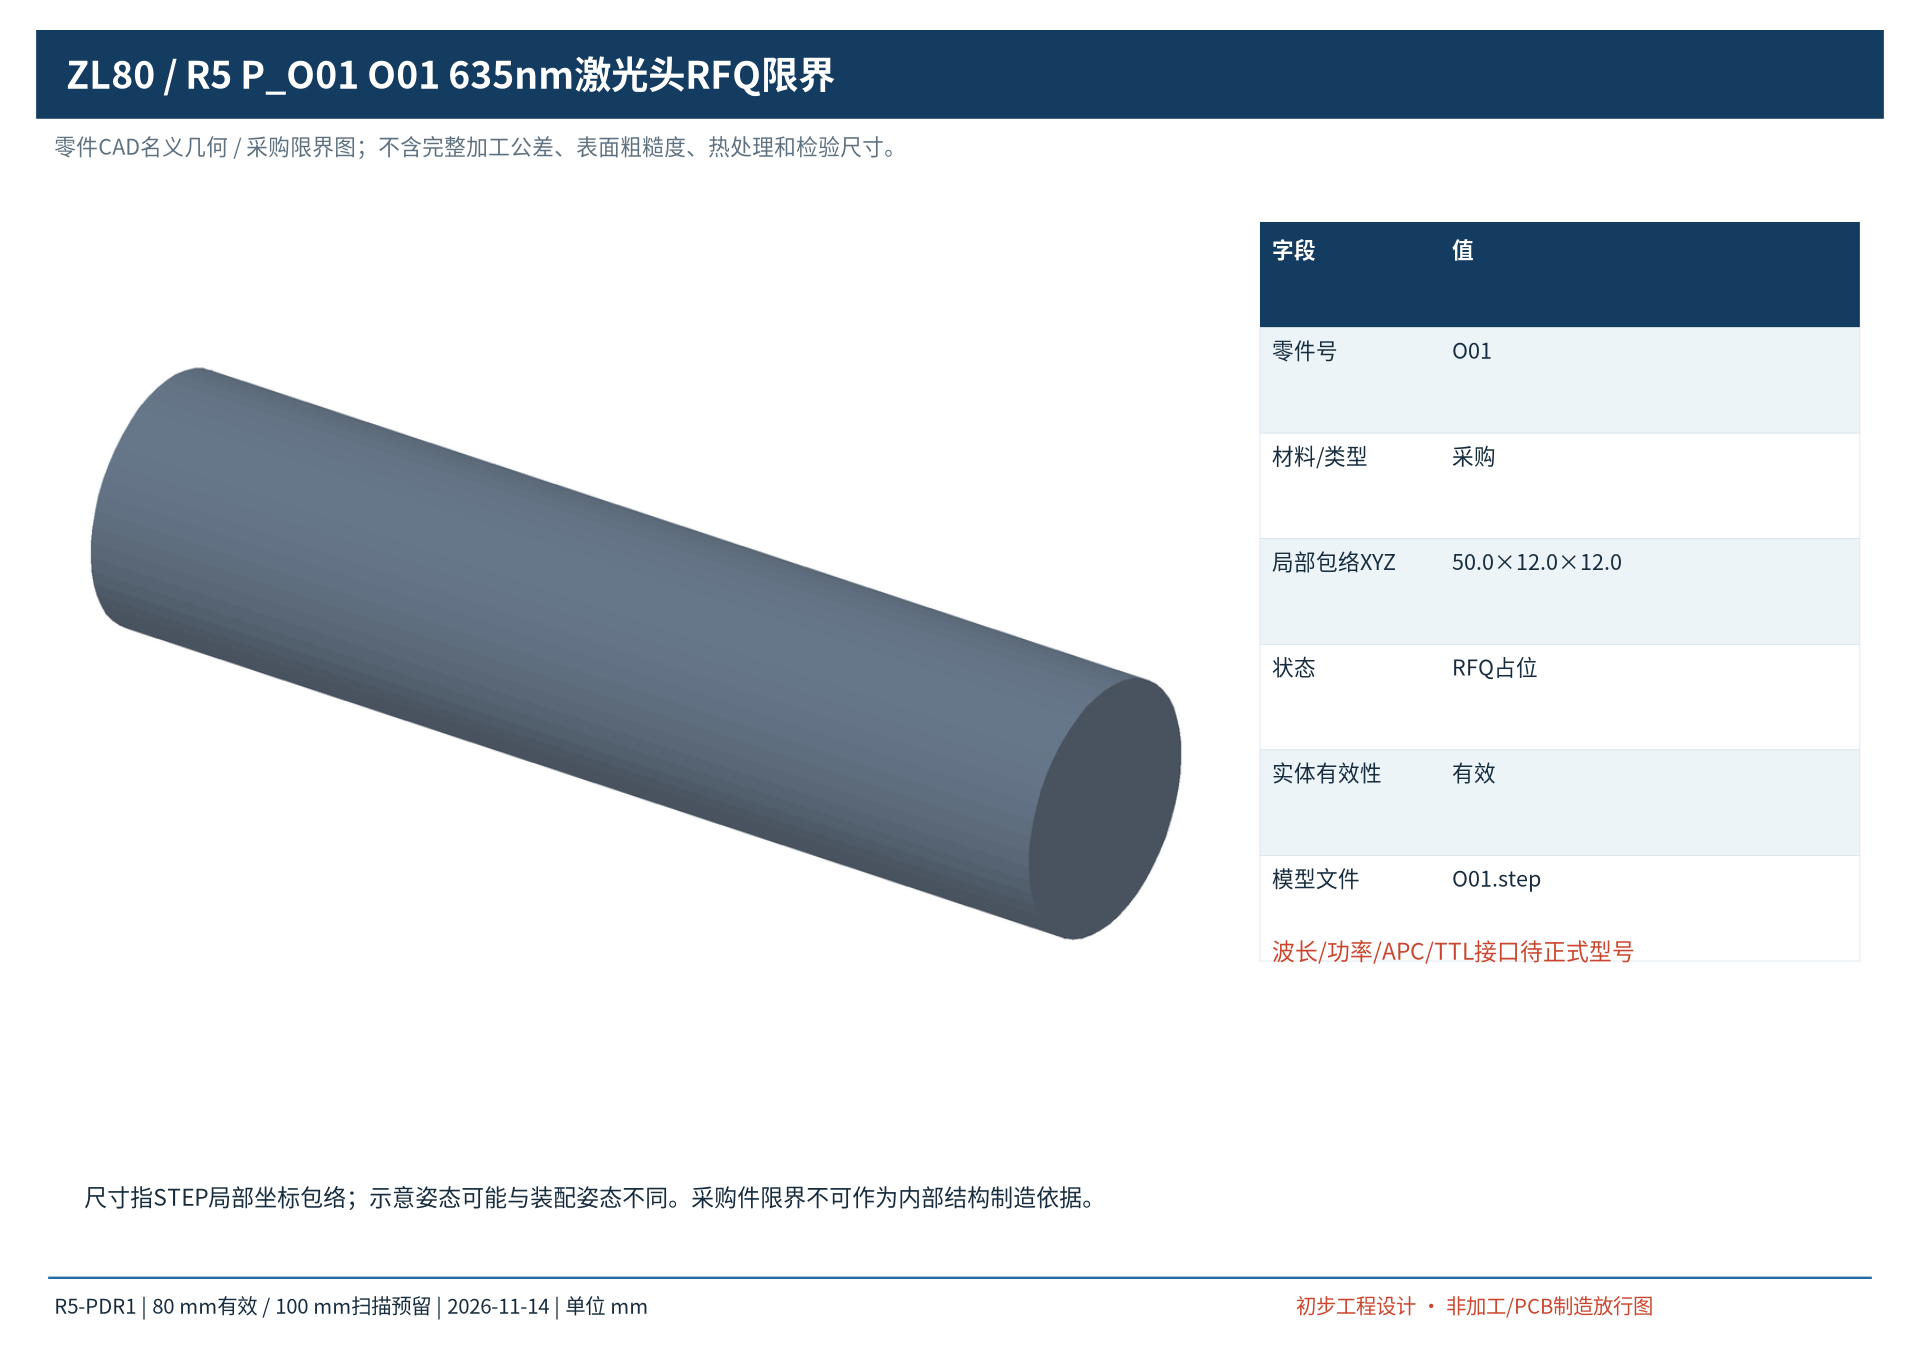 ZL80 / R5 P_O01 O01 635nm激光头RFQ限界
零件CAD名义几何 / 采购限界图；不含完整加工公差、表面粗糙度、热处理和检验尺寸。
字段 值
零件号 O01
材料/类型 采购
局部包络XYZ 50.0×12.0×12.0
状态 RFQ占位
实体有效性 有效
模型文件 O01.step
波长/功率/APC/TTL接口待正式型号
尺寸指STEP局部坐标包络；示意姿态可能与装配姿态不同。采购件限界不可作为内部结构制造依据。
R5-PDR1 | 80 mm有效 / 100 mm扫描预留 | 2026-11-14 | 单位 mm
初步工程设计 · 非加工/PCB制造放行图